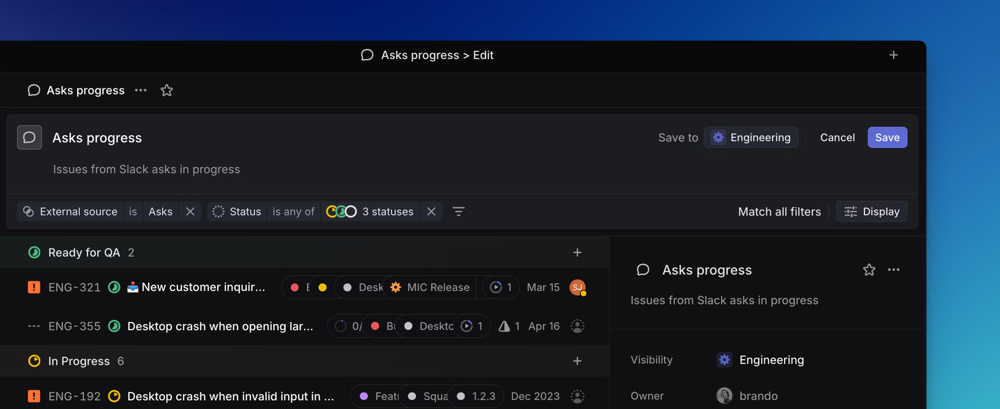 Asks progress > Edit
Asks progress
Asks progress
Save to Engineering Cancel Save
Issues from Slack asks in progress
External source is Asks Status is any of 3 statuses Match all filters Display
Ready for QA 2
ENG-321 New customer inquir... MIC Release 1 Mar 15 SJ
ENG-355 Desktop crash when opening lar... 0/ 1 1 Apr 16
In Progress 6
ENG-192 Desktop crash when invalid input in ... 1.2.3 Dec 2023
Asks progress
Issues from Slack asks in progress
Visibility Engineering
Owner brando